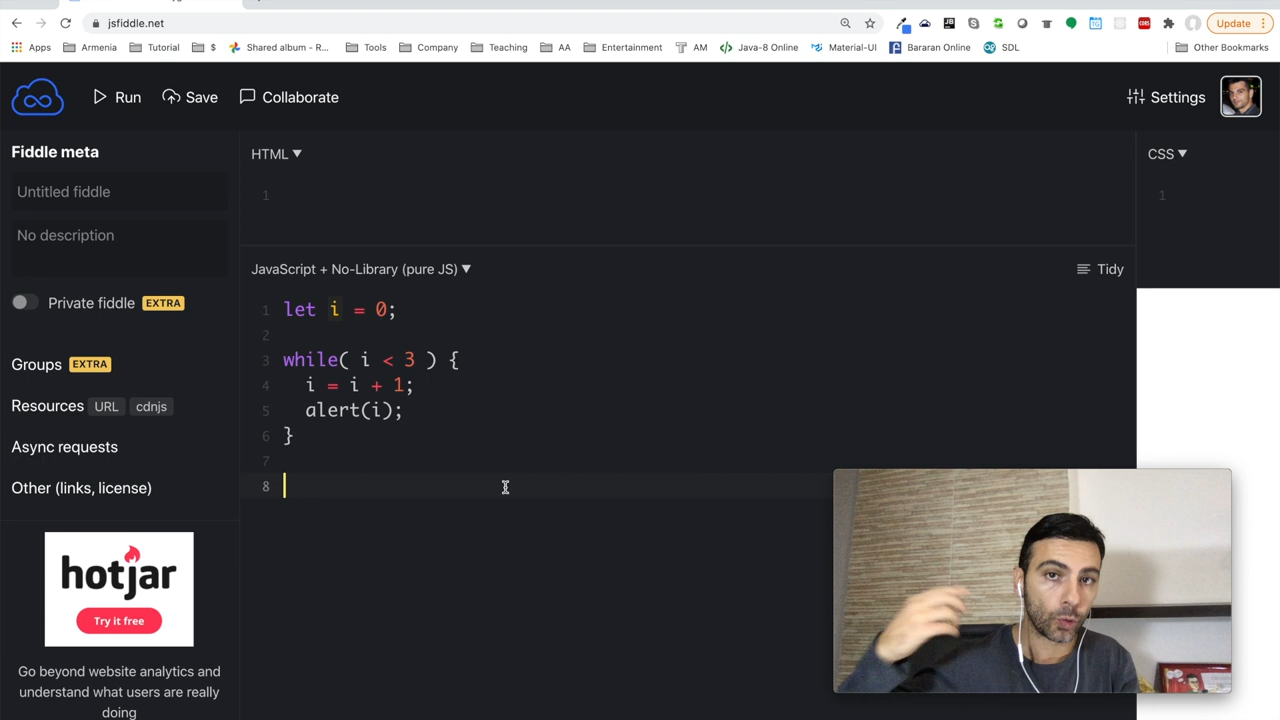 jsfiddle.net
Update
Apps Armenia Tutorial $ Shared album - R... Tools Company Teaching AA Entertainment AM Java-8 Online Material-UI Bararan Online SDL Other Bookmarks
Run Save Collaborate Settings
Fiddle meta
Untitled fiddle
No description
Private fiddle EXTRA
Groups EXTRA
Resources URL cdnjs
Async requests
Other (links, license)
hotjar
Try it free
Go beyond website analytics and
understand what users are really
doing
HTML
1
CSS
1
JavaScript + No-Library (pure JS) Tidy
1 let i = 0;
2
3 while( i < 3 ) {
4 i = i + 1;
5 alert(i);
6 }
7
8